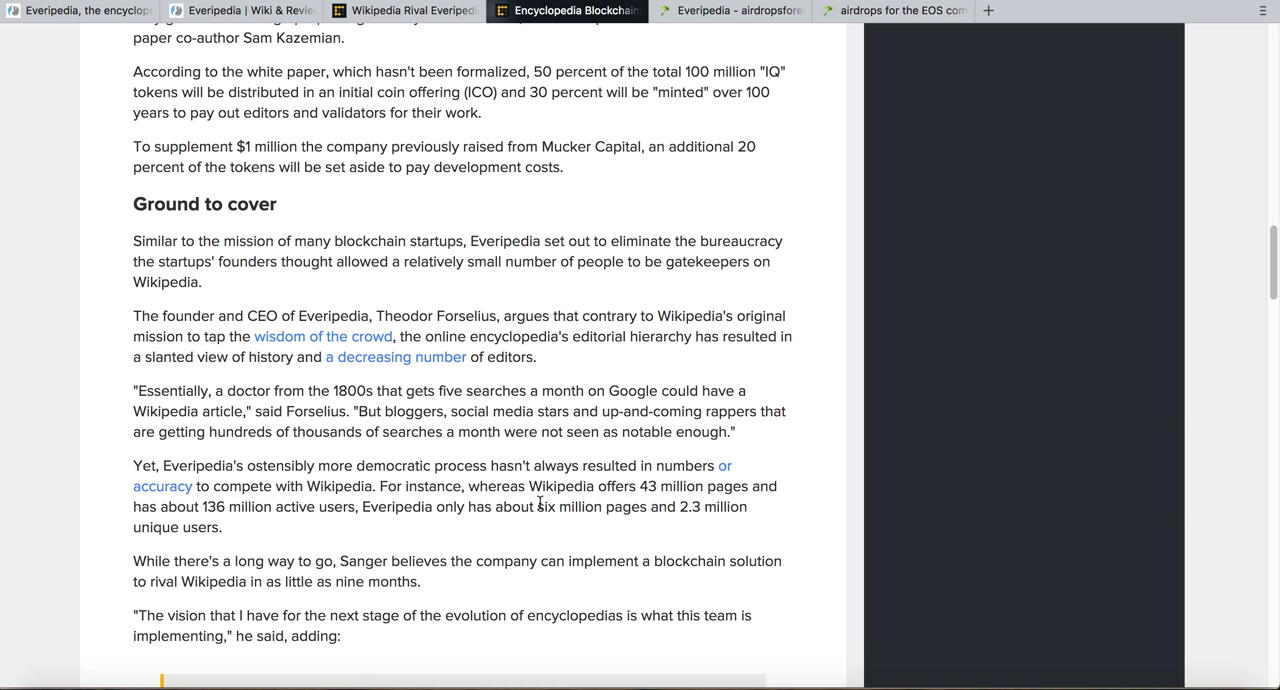 Everipedia, the encyclop
Everipedia | Wiki & Revie
Wikipedia Rival Everipedi
Encyclopedia Blockchain
Everipedia - airdropsfore
airdrops for the EOS com
paper co-author Sam Kazemian.
According to the white paper, which hasn't been formalized, 50 percent of the total 100 million "IQ"
tokens will be distributed in an initial coin offering (ICO) and 30 percent will be "minted" over 100
years to pay out editors and validators for their work.
To supplement $1 million the company previously raised from Mucker Capital, an additional 20
percent of the tokens will be set aside to pay development costs.
Ground to cover
Similar to the mission of many blockchain startups, Everipedia set out to eliminate the bureaucracy
the startups' founders thought allowed a relatively small number of people to be gatekeepers on
Wikipedia.
The founder and CEO of Everipedia, Theodor Forselius, argues that contrary to Wikipedia's original
mission to tap the wisdom of the crowd, the online encyclopedia's editorial hierarchy has resulted in
a slanted view of history and a decreasing number of editors.
"Essentially, a doctor from the 1800s that gets five searches a month on Google could have a
Wikipedia article," said Forselius. "But bloggers, social media stars and up-and-coming rappers that
are getting hundreds of thousands of searches a month were not seen as notable enough."
Yet, Everipedia's ostensibly more democratic process hasn't always resulted in numbers or
accuracy to compete with Wikipedia. For instance, whereas Wikipedia offers 43 million pages and
has about 136 million active users, Everipedia only has about six million pages and 2.3 million
unique users.
While there's a long way to go, Sanger believes the company can implement a blockchain solution
to rival Wikipedia in as little as nine months.
"The vision that I have for the next stage of the evolution of encyclopedias is what this team is
implementing," he said, adding: